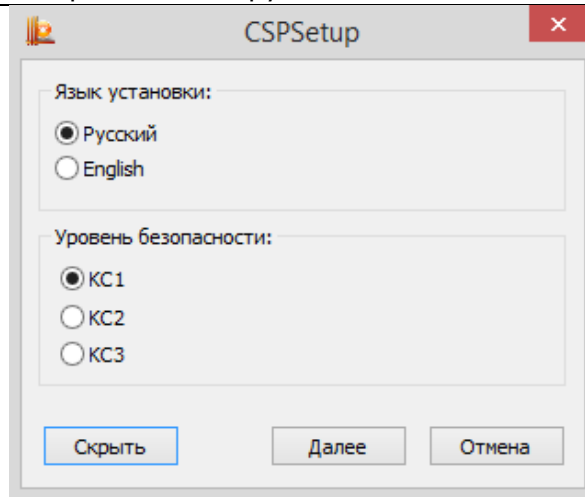 CSPSetup
Язык установки:
Русский
English
Уровень безопасности:
КС1
КС2
КС3
Скрыть Далее Отмена